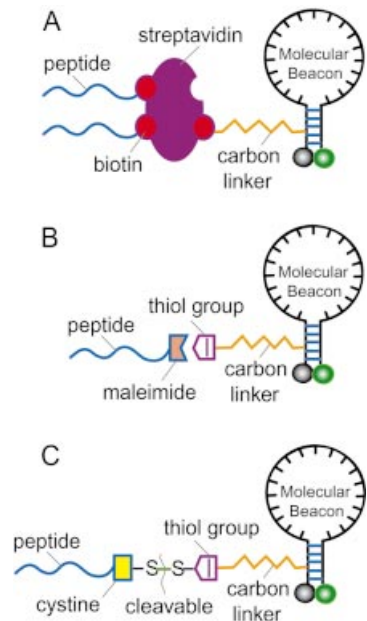 A
streptavidin
peptide
biotin
carbon
linker
Molecular
Beacon
B
thiol group
peptide
maleimide
carbon
linker
Molecular
Beacon
C
thiol group
peptide
S S
cystine
cleavable
carbon
linker
Molecular
Beacon